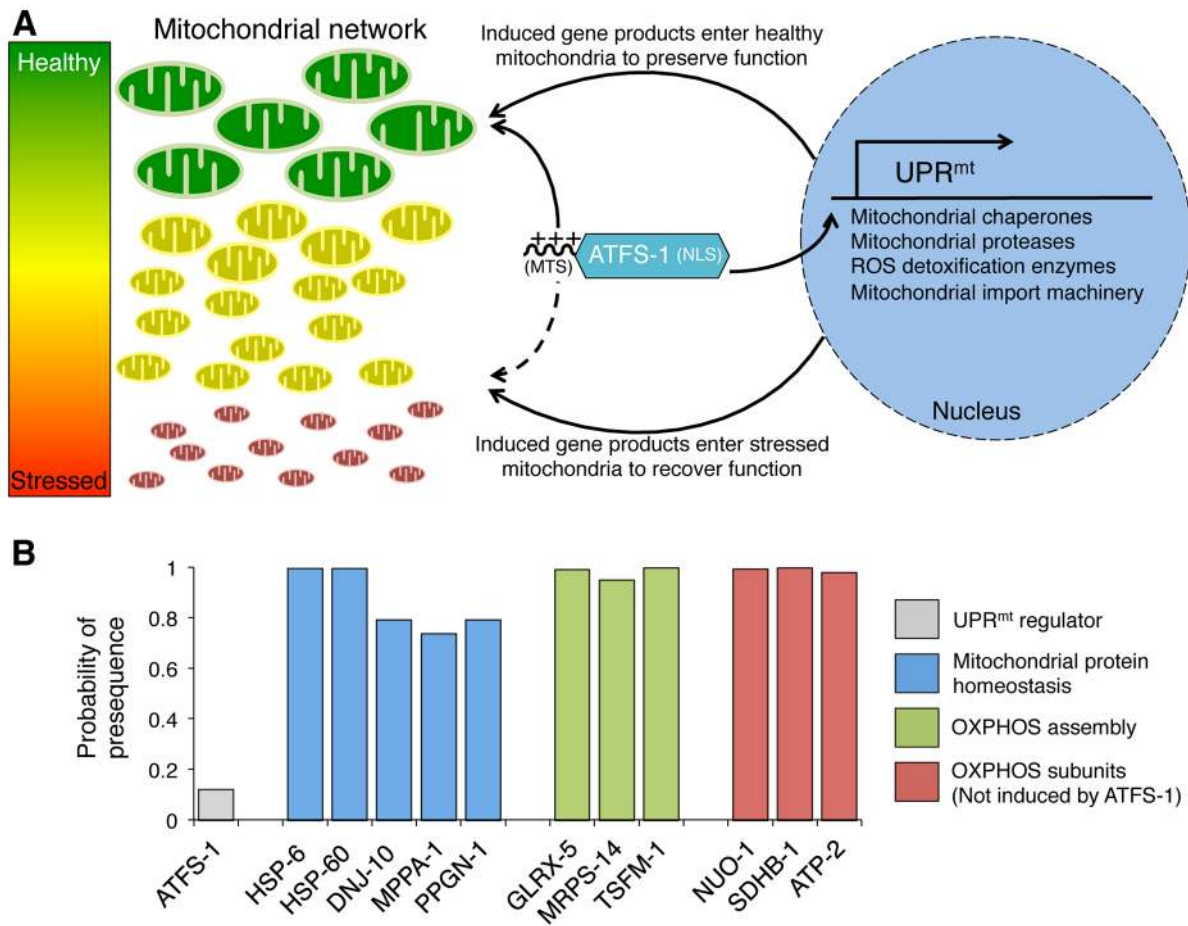 A
Mitochondrial network
Healthy
Stressed
Induced gene products enter healthy
mitochondria to preserve function
+++
(MTS)
ATFS-1 (NLS)
Induced gene products enter stressed
mitochondria to recover function
UPRmt
Mitochondrial chaperones
Mitochondrial proteases
ROS detoxification enzymes
Mitochondrial import machinery
Nucleus
B
Probability of
presequence
1
0.8
0.6
0.4
0.2
0
ATFS-1
HSP-6
HSP-60
DNJ-10
MPPA-1
PPGN-1
GLRX-5
MRPS-14
TSFM-1
NUO-1
SDHB-1
ATP-2
UPRmt regulator
Mitochondrial protein
homeostasis
OXPHOS assembly
OXPHOS subunits
(Not induced by ATFS-1)